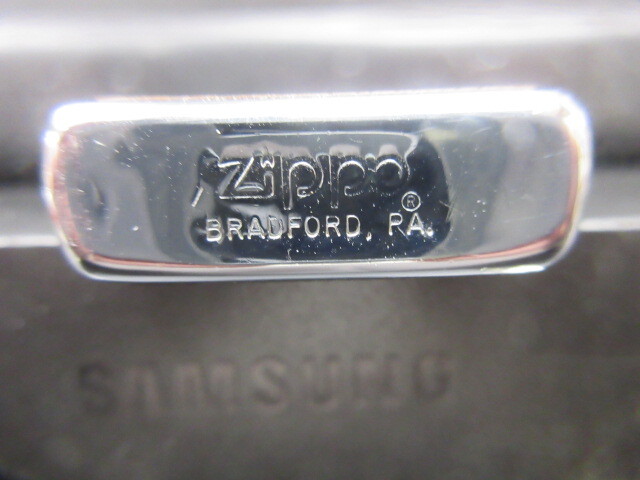 Zippo®
BRADFORD, PA.
SAMSUNG